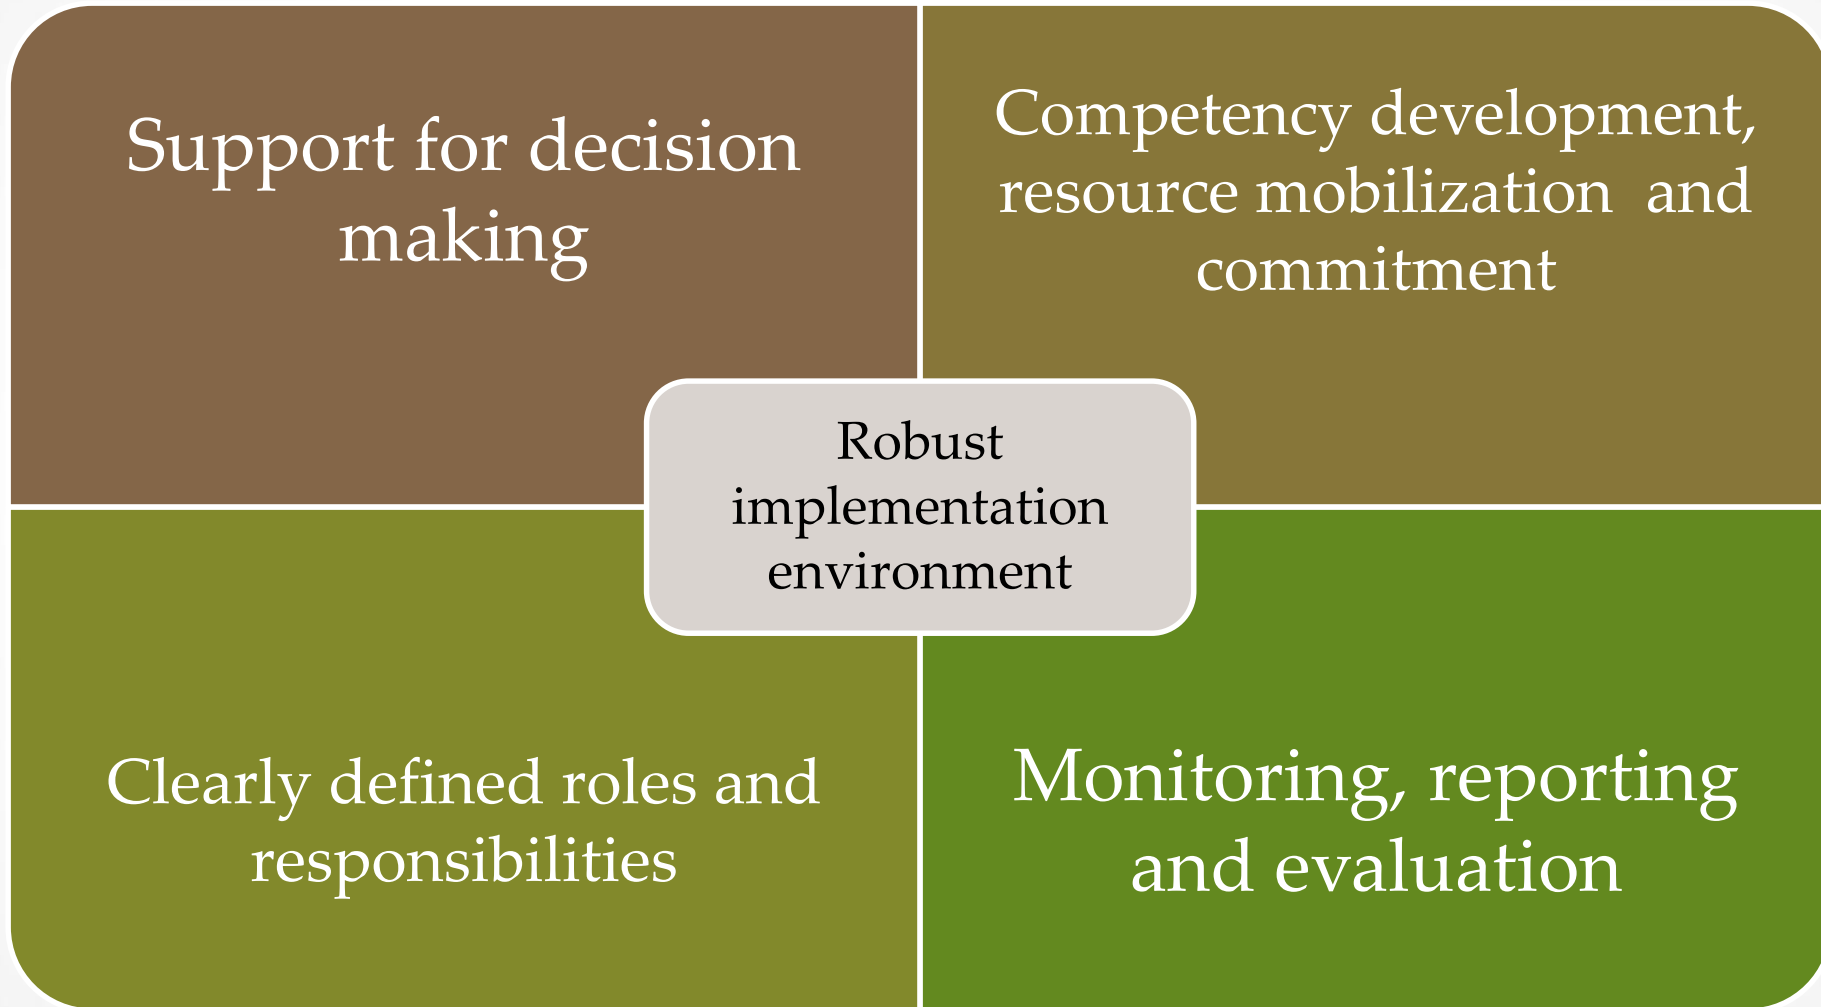 Support for decision
making
Competency development,
resource mobilization  and
commitment
Robust
implementation
environment
Clearly defined roles and
responsibilities
Monitoring, reporting
and evaluation